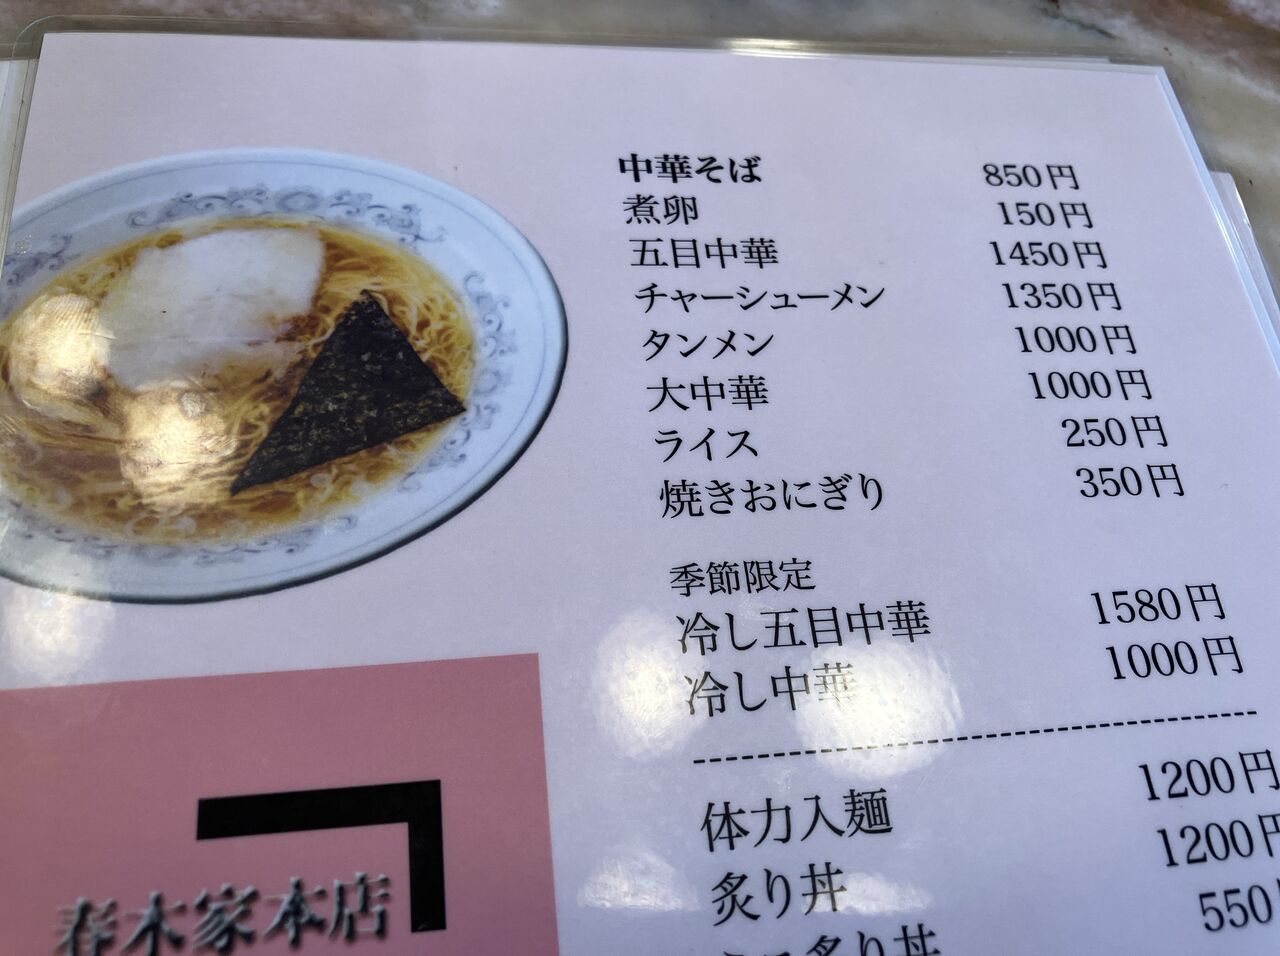 中華そば 850円
煮卵 150円
五目中華 1450円
チャーシューメン 1350円
タンメン 1000円
大中華 1000円
ライス 250円
焼きおにぎり 350円
季節限定
冷し五目中華 1580円
冷し中華 1000円
体力入麺 1200円
炙り丼 1200円
炙り丼 550
春木家本店